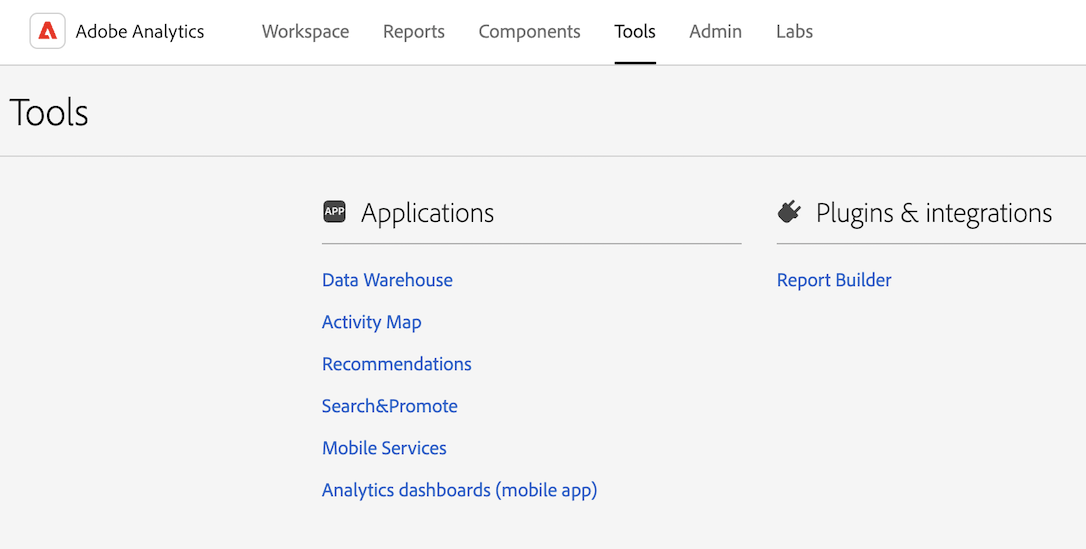 Adobe Analytics Workspace Reports Components Tools Admin Labs
Tools
APP Applications
Data Warehouse
Activity Map
Recommendations
Search&Promote
Mobile Services
Analytics dashboards (mobile app)
Plugins & integrations
Report Builder